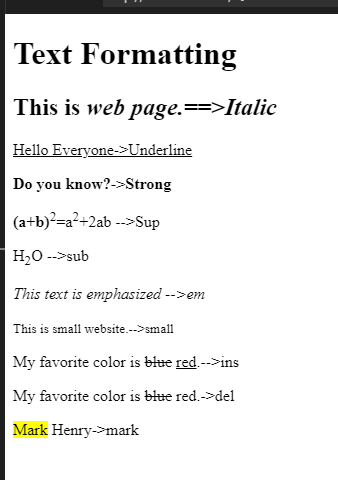 Text Formatting
This is web page.==>Italic
Hello Everyone->Underline
Do you know?->Strong
(a+b)²=a²+2ab -->Sup
H₂O -->sub
This text is emphasized -->em
This is small website.-->small
My favorite color is blue red.-->ins
My favorite color is blue red.->del
Mark Henry->mark